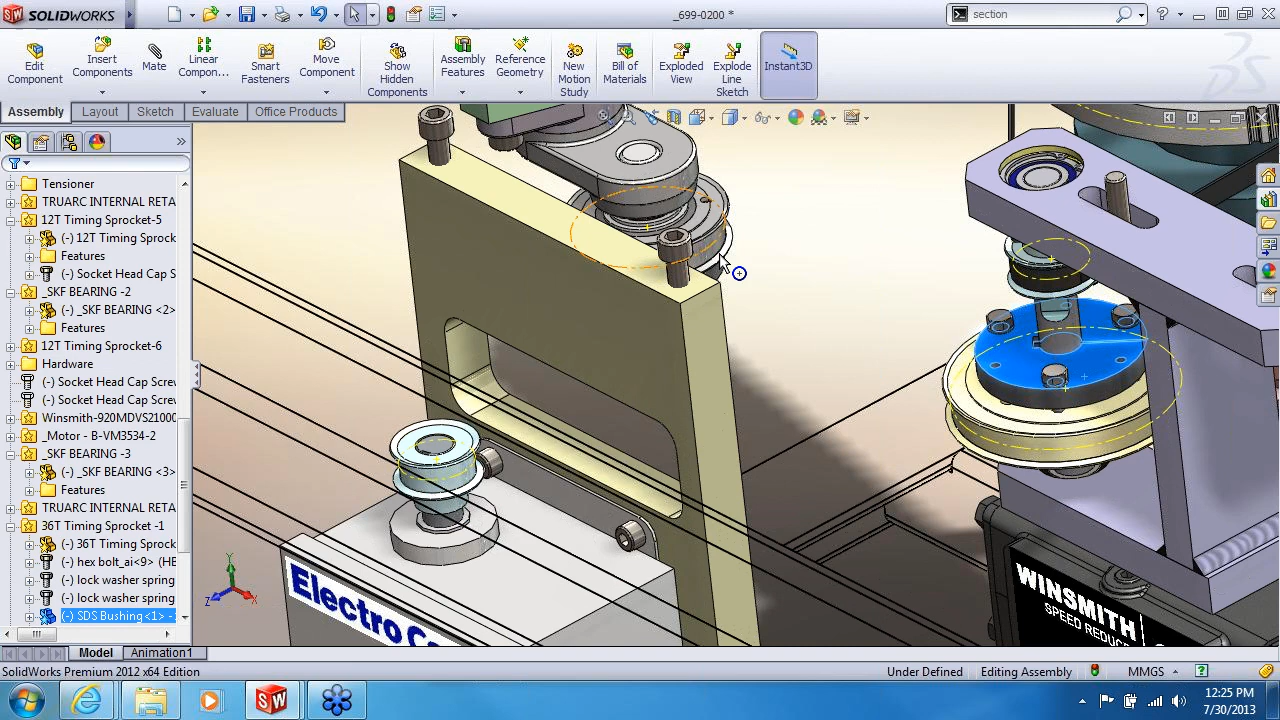 SOLIDWORKS
_699-0200 *
section
Edit Component
Insert Components
Mate
Linear Compon...
Smart Fasteners
Move Component
Show Hidden Components
Assembly Features
Reference Geometry
New Motion Study
Bill of Materials
Exploded View
Explode Line Sketch
Instant3D
Assembly
Layout
Sketch
Evaluate
Office Products
Tensioner
TRUARC INTERNAL RETA
12T Timing Sprocket-5
(-) 12T Timing Sprock
Features
(-) Socket Head Cap S
_SKF BEARING -2
(-) _SKF BEARING <2>
Features
12T Timing Sprocket-6
Hardware
(-) Socket Head Cap Screw
(-) Socket Head Cap Screw
Winsmith-920MDVS21000
_Motor - B-VM3534-2
_SKF BEARING -3
(-) _SKF BEARING <3>
Features
TRUARC INTERNAL RETA
36T Timing Sprocket -1
(-) 36T Timing Sprock
(-) hex bolt_ai<9> (HE
(-) lock washer spring
(-) lock washer spring
(-) SDS Bushing<1> -
Y
X
Z
Electro Ca
WINSMITH
SPEED REDUC
Model
Animation1
SolidWorks Premium 2012 x64 Edition
Under Defined
Editing Assembly
MMGS
12:25 PM
7/30/2013